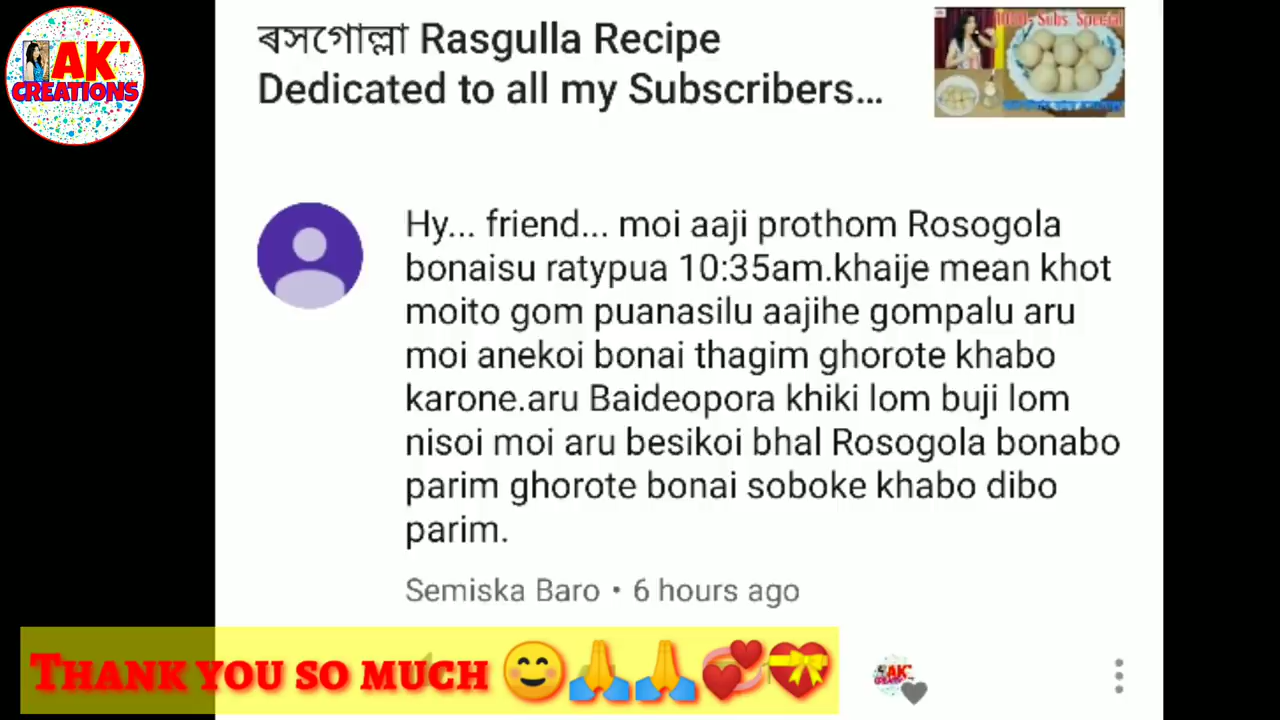 AK'
CREATIONS
ৰসগোল্লা Rasgulla Recipe
Dedicated to all my Subscribers...
Subs Special
Hy... friend... moi aaji prothom Rosogola
bonaisu ratypua 10:35am.khaije mean khot
moito gom puanasilu aajihe gompalu aru
moi anekoi bonai thagim ghorote khabo
karone.aru Baideopora khiki lom buji lom
nisoi moi aru besikoi bhal Rosogola bonabo
parim ghorote bonai soboke khabo dibo
parim.
Semiska Baro • 6 hours ago
THANK YOU SO MUCH 😊🙏🙏💞💝
AK'